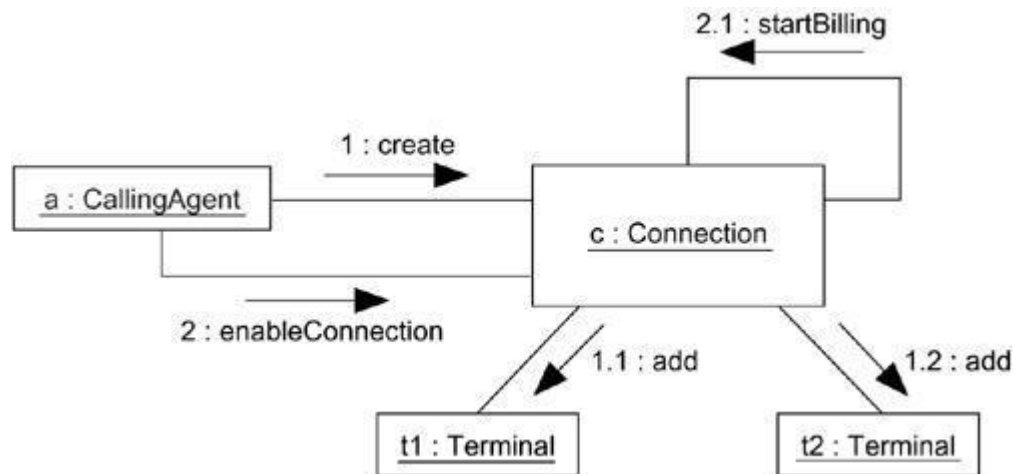 2.1 : startBilling
1 : create
a : CallingAgent
c : Connection
2 : enableConnection
1.1 : add
1.2 : add
t1 : Terminal
t2 : Terminal